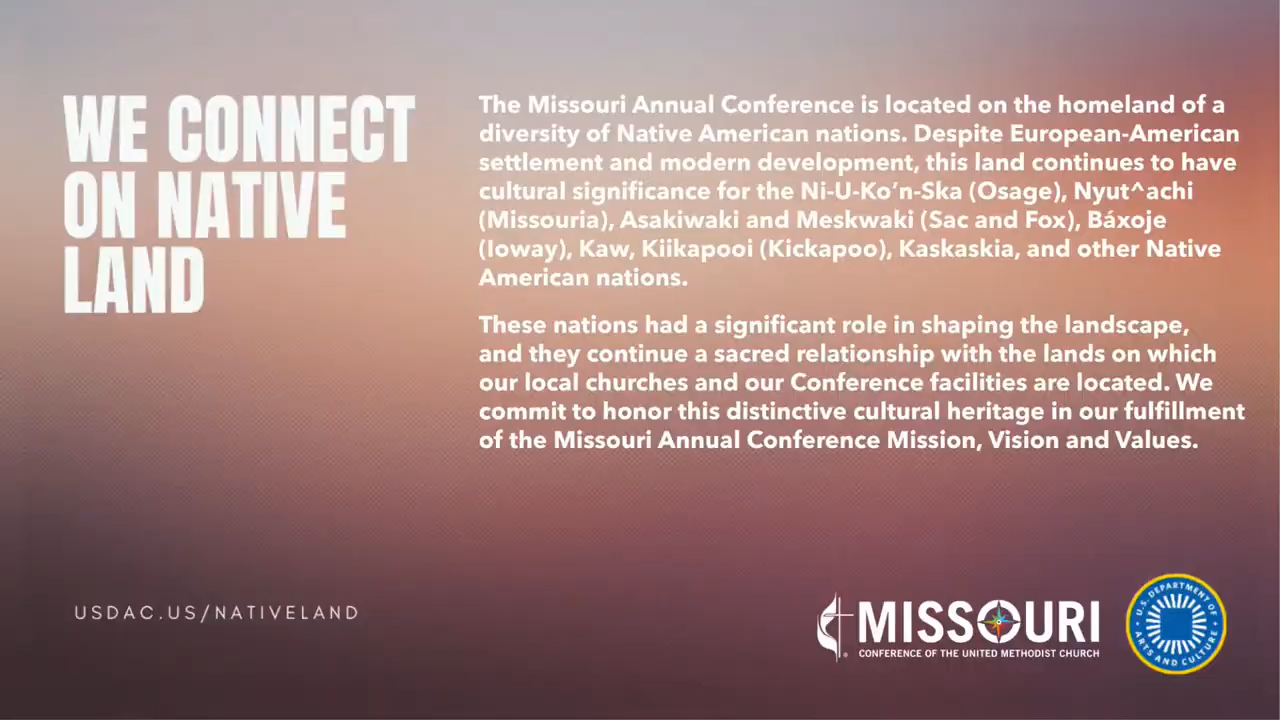 WE CONNECT
ON NATIVE
LAND
The Missouri Annual Conference is located on the homeland of a
diversity of Native American nations. Despite European-American
settlement and modern development, this land continues to have
cultural significance for the Ni-U-Ko’n-Ska (Osage), Nyut^achi
(Missouria), Asakiwaki and Meskwaki (Sac and Fox), Báxoje
(Ioway), Kaw, Kiikapooi (Kickapoo), Kaskaskia, and other Native
American nations.
These nations had a significant role in shaping the landscape,
and they continue a sacred relationship with the lands on which
our local churches and our Conference facilities are located. We
commit to honor this distinctive cultural heritage in our fulfillment
of the Missouri Annual Conference Mission, Vision and Values.
USDAC.US/NATIVELAND
MISSOURI
CONFERENCE OF THE UNITED METHODIST CHURCH
U.S. DEPARTMENT OF
ARTS AND CULTURE